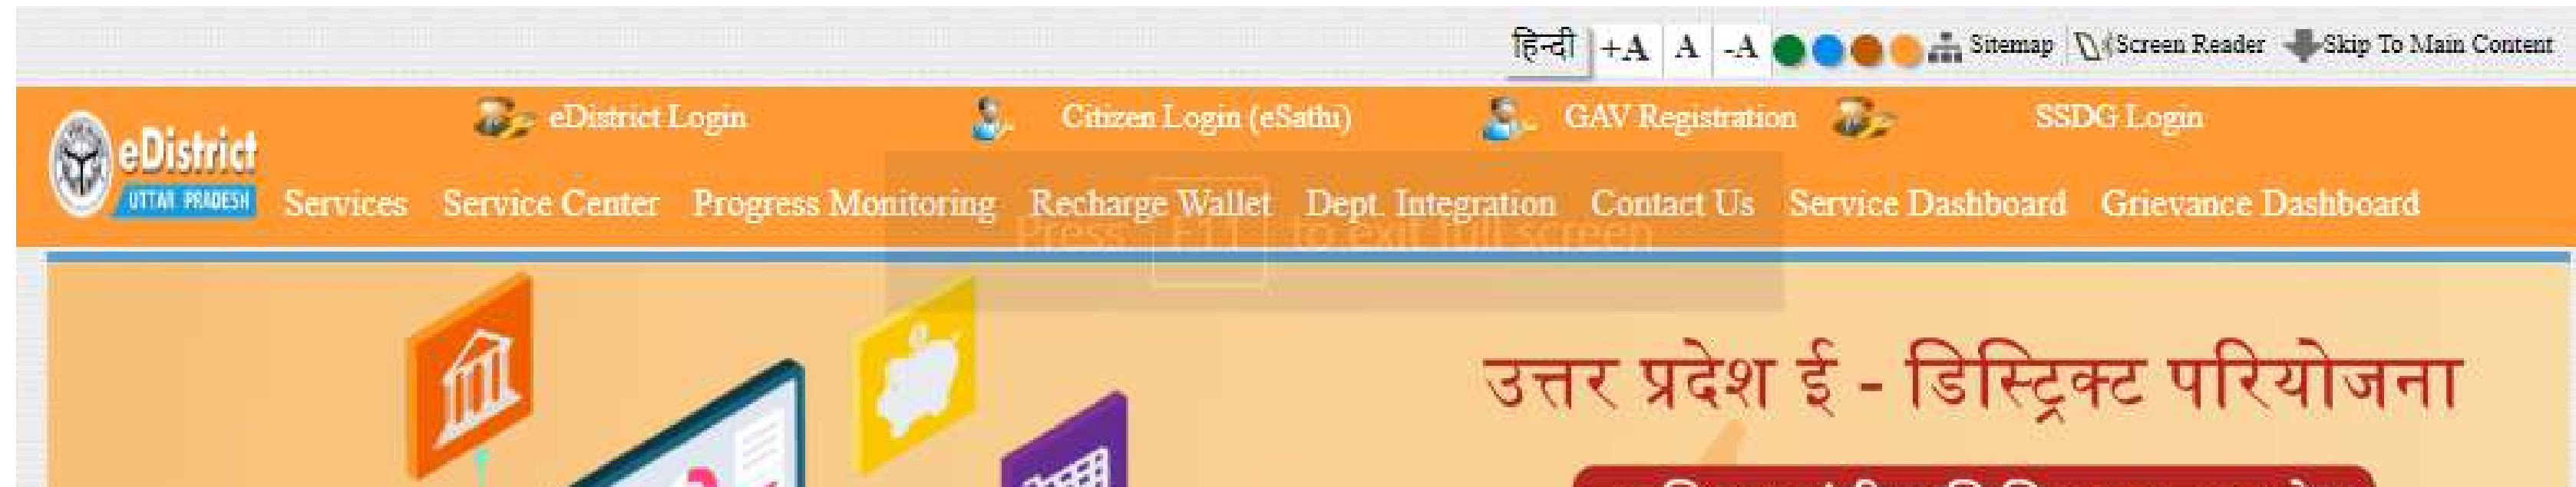 हिन्दी +A A -A Sitemap Screen Reader Skip To Main Content
eDistrict Login Citizen Login (eSathi) GAV Registration SSDG Login
eDistrict
UTTAR PRADESH
Services Service Center Progress Monitoring Recharge Wallet Dept. Integration Contact Us Service Dashboard Grievance Dashboard
Press F11 to exit full screen
उत्तर प्रदेश ई - डिस्ट्रिक्ट परियोजना